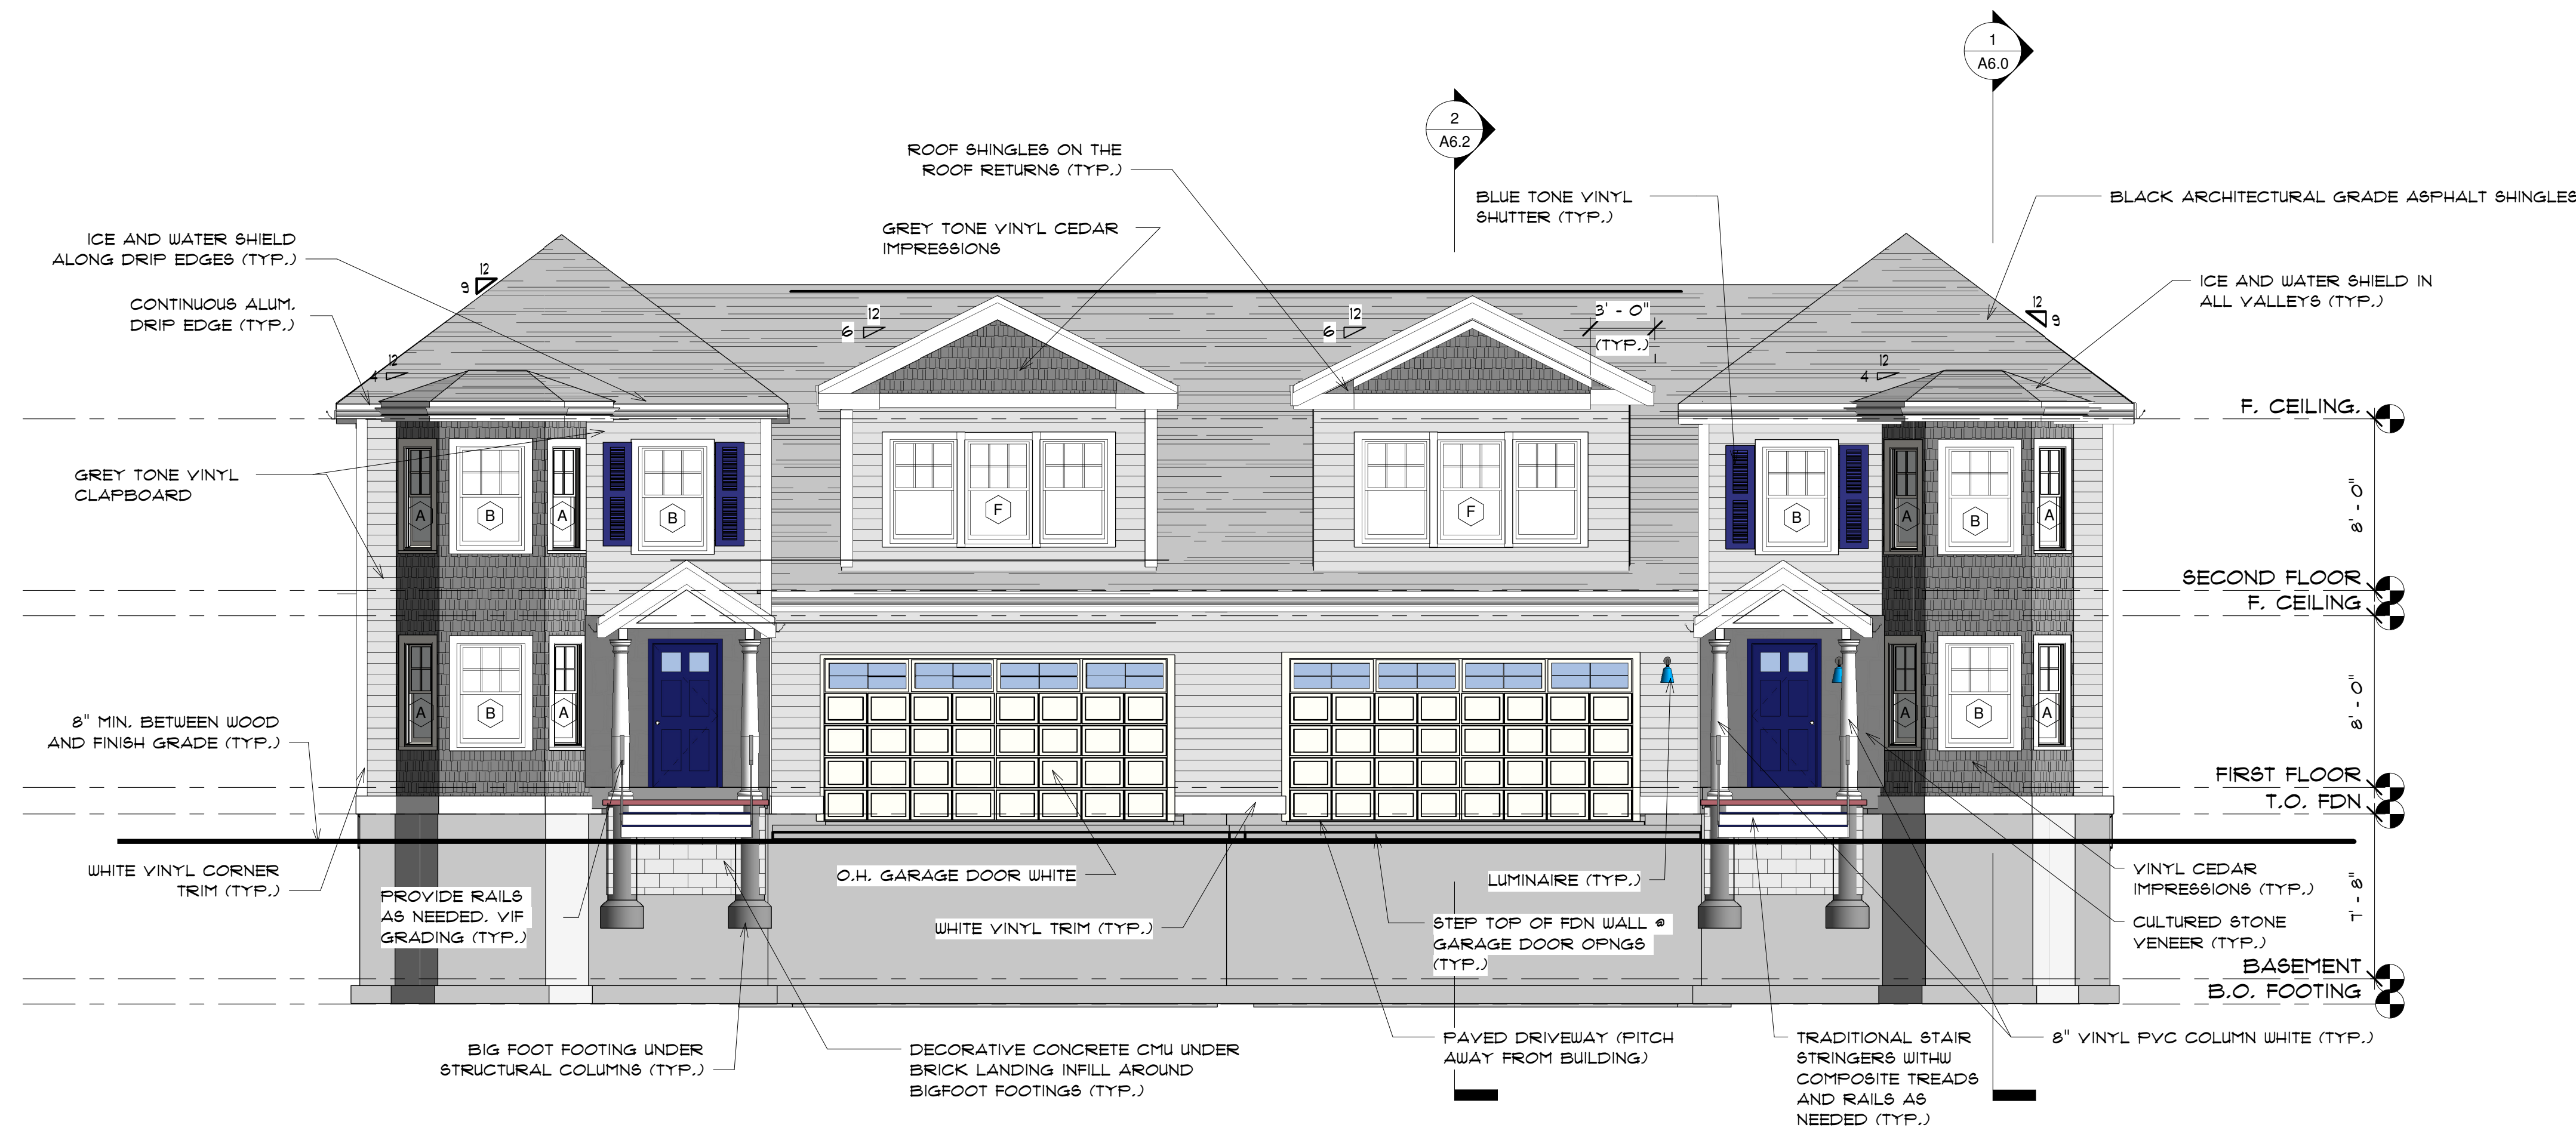 1
A6.0
2
A6.2
ROOF SHINGLES ON THE
ROOF RETURNS (TYP.)
BLUE TONE VINYL
SHUTTER (TYP.)
BLACK ARCHITECTURAL GRADE ASPHALT SHINGLES
GREY TONE VINYL CEDAR
IMPRESSIONS
ICE AND WATER SHIELD
ALONG DRIP EDGES (TYP.)
CONTINUOUS ALUM.
DRIP EDGE (TYP.)
ICE AND WATER SHIELD IN
ALL VALLEYS (TYP.)
12
9
12
4
12
6
12
6
3' - 0"
(TYP.)
12
9
12
4
F. CEILING.
GREY TONE VINYL
CLAPBOARD
A
B
A
B
F
F
B
A
B
A
8' - 0"
SECOND FLOOR
F. CEILING
A
B
A
A
B
A
8' - 0"
8" MIN. BETWEEN WOOD
AND FINISH GRADE (TYP.)
FIRST FLOOR
T.O. FDN
WHITE VINYL CORNER
TRIM (TYP.)
PROVIDE RAILS
AS NEEDED. VIF
GRADING (TYP.)
O.H. GARAGE DOOR WHITE
WHITE VINYL TRIM (TYP.)
LUMINAIRE (TYP.)
STEP TOP OF FDN WALL @
GARAGE DOOR OPNGS
(TYP.)
VINYL CEDAR
IMPRESSIONS (TYP.)
CULTURED STONE
VENEER (TYP.)
7' - 8"
BASEMENT
B.O. FOOTING
BIG FOOT FOOTING UNDER
STRUCTURAL COLUMNS (TYP.)
DECORATIVE CONCRETE CMU UNDER
BRICK LANDING INFILL AROUND
BIGFOOT FOOTINGS (TYP.)
PAVED DRIVEWAY (PITCH
AWAY FROM BUILDING)
TRADITIONAL STAIR
STRINGERS WITHW
COMPOSITE TREADS
AND RAILS AS
NEEDED (TYP.)
8" VINYL PVC COLUMN WHITE (TYP.)